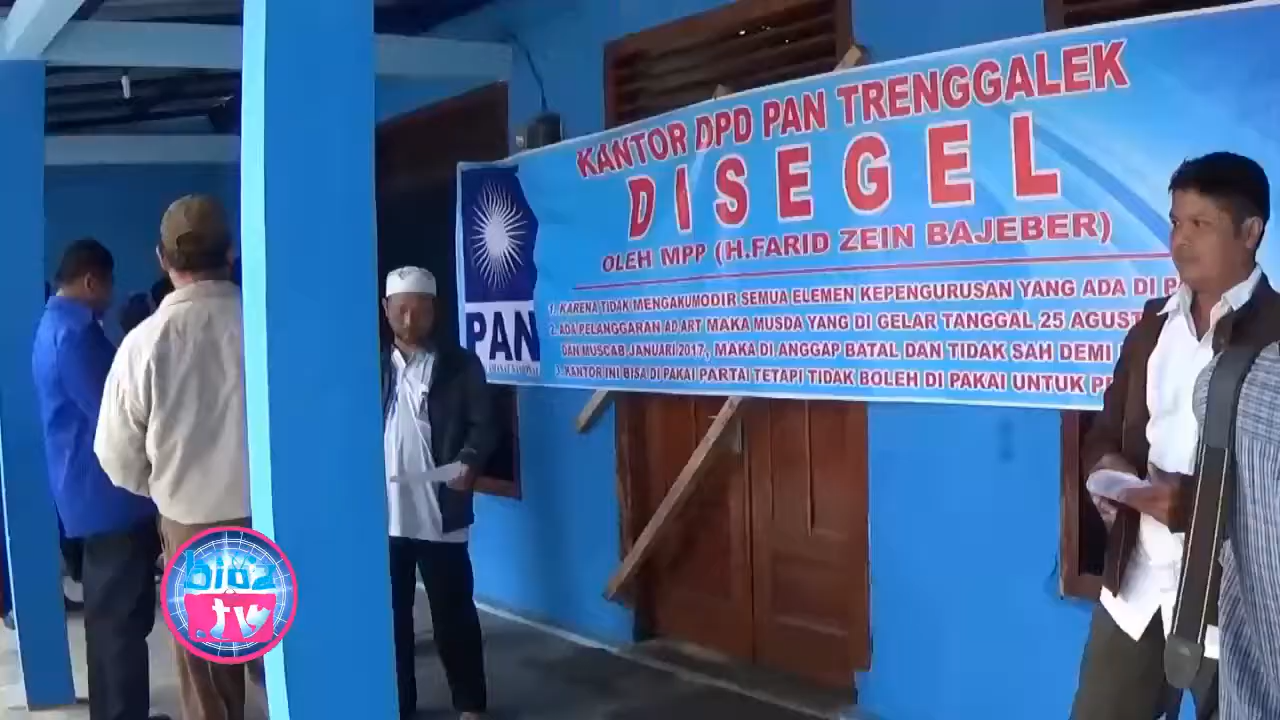 KANTOR DPD PAN TRENGGALEK
DISEGEL
OLEH MPP (H.FARID ZEIN BAJEBER)
1. KARENA TIDAK MENGAKUMODIR SEMUA ELEMEN KEPENGURUSAN YANG ADA DI
2. ADA PELANGGARAN AD ART MAKA MUSDA YANG DI GELAR TANGGAL 25 AGUST
DAN MUSCAB JANUARI 2017, MAKA DI ANGGAP BATAL DAN TIDAK SAH DEMI
3. KANTOR INI BISA DI PAKAI PARTAI TETAPI TIDAK BOLEH DI PAKAI UNTUK
PAN
bioz
.tv